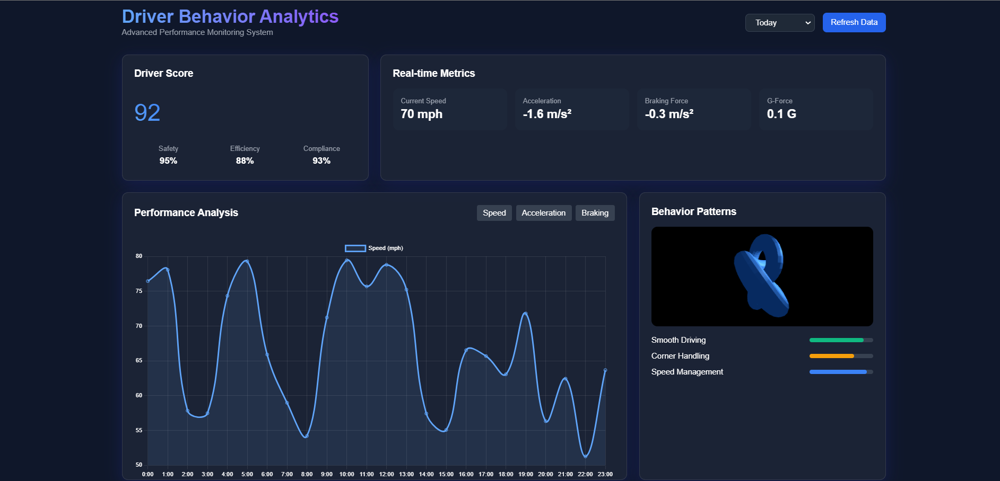 Driver Behavior Analytics
Advanced Performance Monitoring System
Today
Refresh Data
Driver Score
92
Safety Efficiency Compliance
95% 88% 93%
Real-time Metrics
Current Speed Acceleration Braking Force G-Force
70 mph -1.6 m/s² -0.3 m/s² 0.1 G
Performance Analysis
Speed Acceleration Braking
Speed (mph)
80
75
70
65
60
55
50
0:00 1:00 2:00 3:00 4:00 5:00 6:00 7:00 8:00 9:00 10:00 11:00 12:00 13:00 14:00 15:00 16:00 17:00 18:00 19:00 20:00 21:00 22:00 23:00
Behavior Patterns
Smooth Driving
Corner Handling
Speed Management